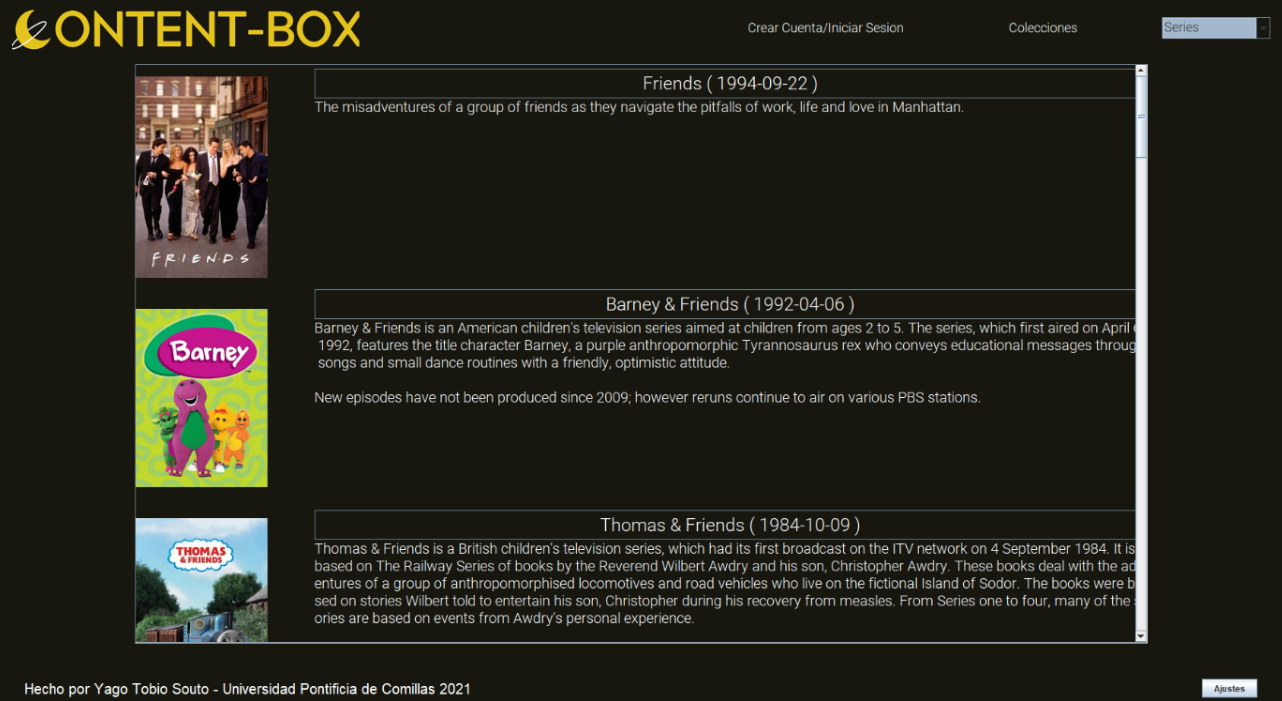 CONTENT-BOX
Crear Cuenta/Iniciar Sesion
Colecciones
Series
Friends ( 1994-09-22 )
The misadventures of a group of friends as they navigate the pitfalls of work, life and love in Manhattan.
FRIENDS
Barney & Friends ( 1992-04-06 )
Barney & Friends is an American children's television series aimed at children from ages 2 to 5. The series, which first aired on April
1992, features the title character Barney, a purple anthropomorphic Tyrannosaurus rex who conveys educational messages throug
songs and small dance routines with a friendly, optimistic attitude.
New episodes have not been produced since 2009; however reruns continue to air on various PBS stations.
Barney
Thomas & Friends ( 1984-10-09 )
Thomas & Friends is a British children's television series, which had its first broadcast on the ITV network on 4 September 1984. It is
based on The Railway Series of books by the Reverend Wilbert Awdry and his son, Christopher Awdry. These books deal with the ad
entures of a group of anthropomorphised locomotives and road vehicles who live on the fictional Island of Sodor. The books were b
sed on stories Wilbert told to entertain his son, Christopher during his recovery from measles. From Series one to four, many of the
ories are based on events from Awdry's personal experience.
THOMAS
& FRIENDS
Hecho por Yago Tobio Souto - Universidad Pontificia de Comillas 2021
Ajustes